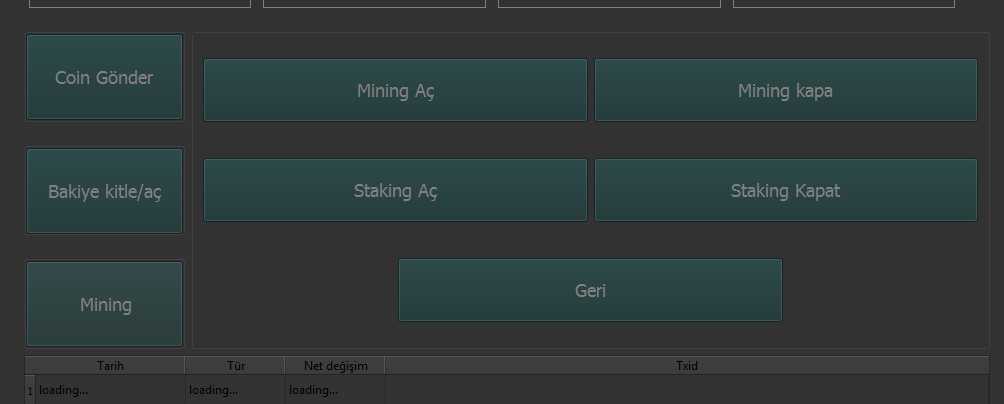 Coin Gönder
Mining Aç
Mining kapa
Bakiye kitle/aç
Staking Aç
Staking Kapat
Mining
Geri
Tarih Tür Net değişim Txid
1 loading... loading... loading...